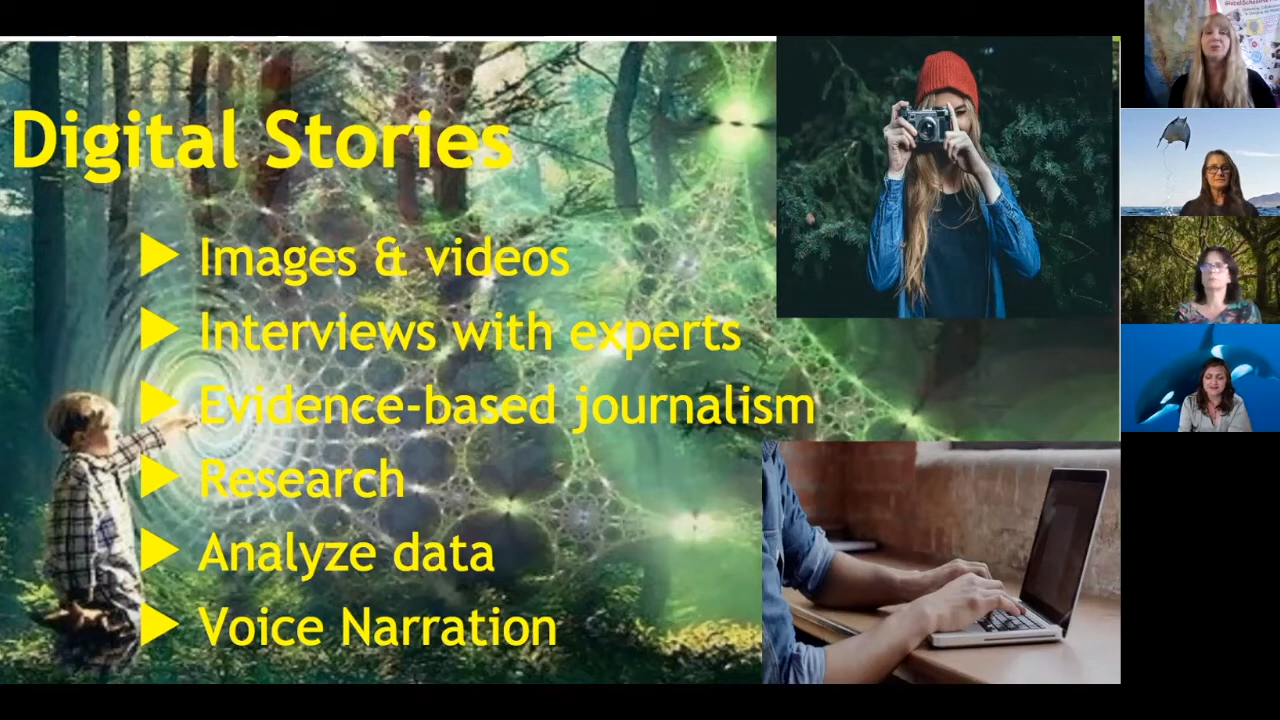 Digital Stories
Images & videos
Interviews with experts
Evidence-based journalism
Research
Analyze data
Voice Narration